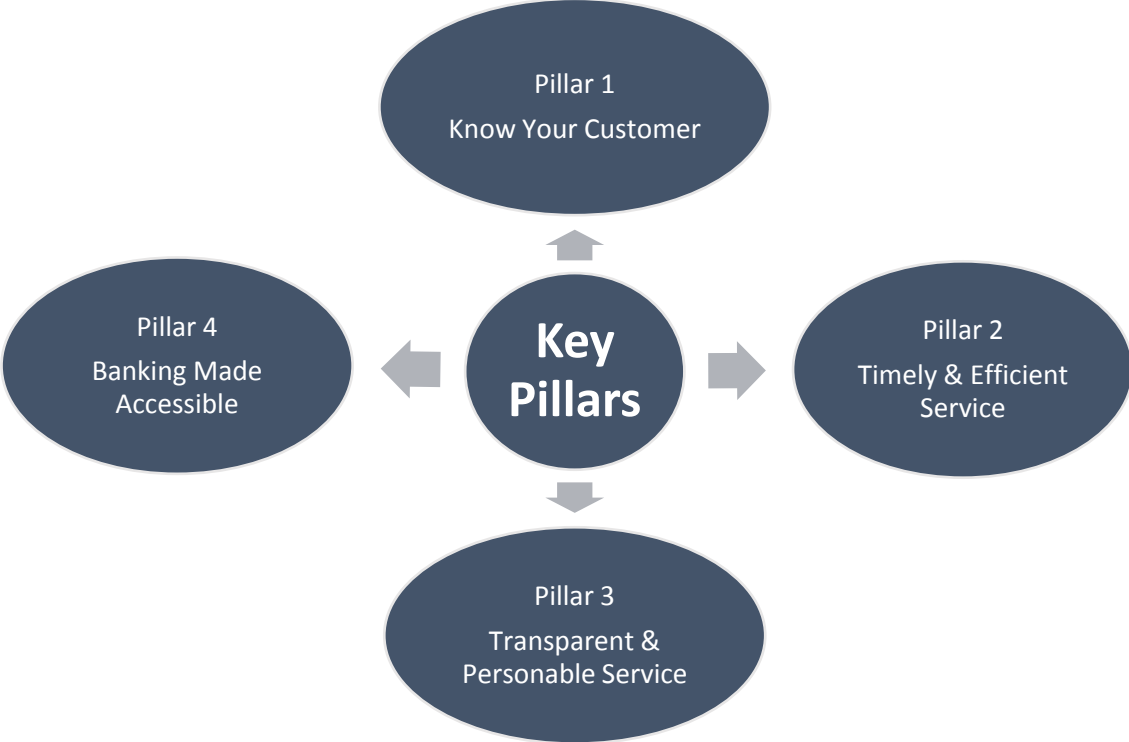 Pillar 1
Know Your Customer
Key
Pillars
Pillar 2
Timely & Efficient
Service
Pillar 3
Transparent &
Personable Service
Pillar 4
Banking Made
Accessible